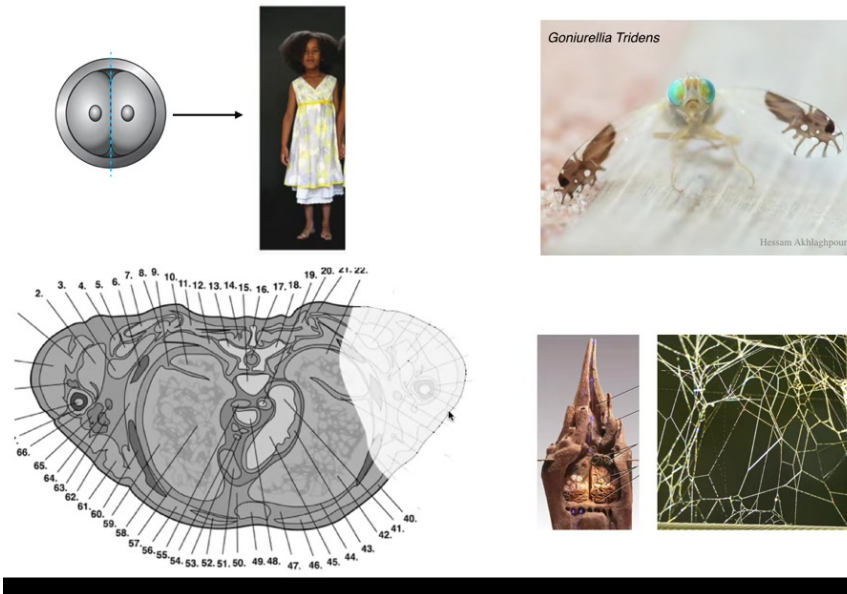 Goniurellia Tridens
Hessam Akhlaghpour
2. 3. 4. 5. 6. 7. 8. 9. 10. 11. 12. 13. 14. 15. 16. 17. 18. 19. 20. 21. 22.
66. 65. 64. 63. 62. 61. 60. 59. 58. 57. 56. 55. 54. 53. 52. 51. 50. 49. 48. 47. 46. 45. 44. 43. 42. 41. 40.